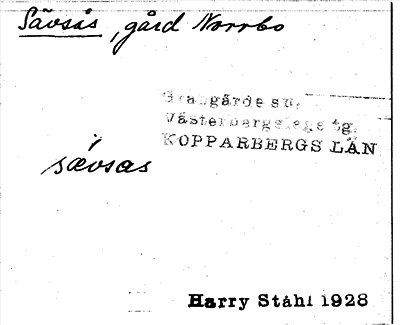 Sävsås, gård Norrbo
Grangärde sn.
Västerbergslags tg.
KOPPARBERGS LÄN
sævsas
Harry Ståhl 1928